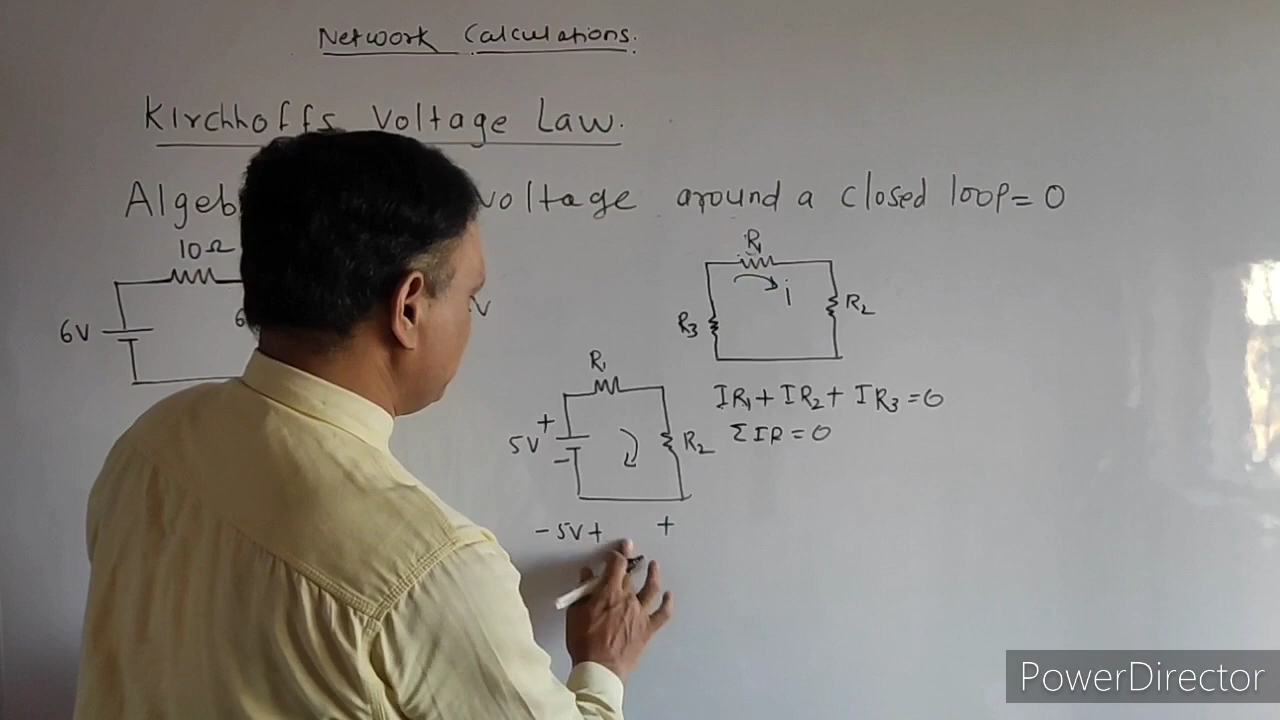 Network Calculations.
Kirchhoffs Voltage Law.
Algeb voltage around a closed loop = 0
10Ω
6V
6
V
R1
i
R2
R3
R1
+
5V
-
R2
IR1 + IR2 + IR3 = 0
ΣIR = 0
- 5V + +
PowerDirector